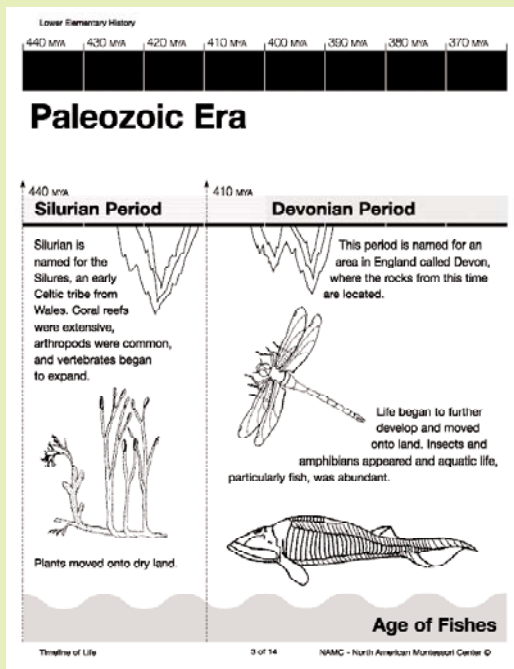 Lower Elementary History
440 MYA 430 MYA 420 MYA 410 MYA 400 MYA 390 MYA 380 MYA 370 MYA
Paleozoic Era
440 MYA
Silurian Period
Silurian is
named for the
Silures, an early
Celtic tribe from
Wales. Coral reefs
were extensive,
arthropods were common,
and vertebrates began
to expand.
Plants moved onto dry land.
410 MYA
Devonian Period
This period is named for an
area in England called Devon,
where the rocks from this time
are located.
Life began to further
develop and moved
onto land. Insects and
amphibians appeared and aquatic life,
particularly fish, was abundant.
Age of Fishes
Timeline of Life
3 of 14
NAMC - North American Montessori Center ©